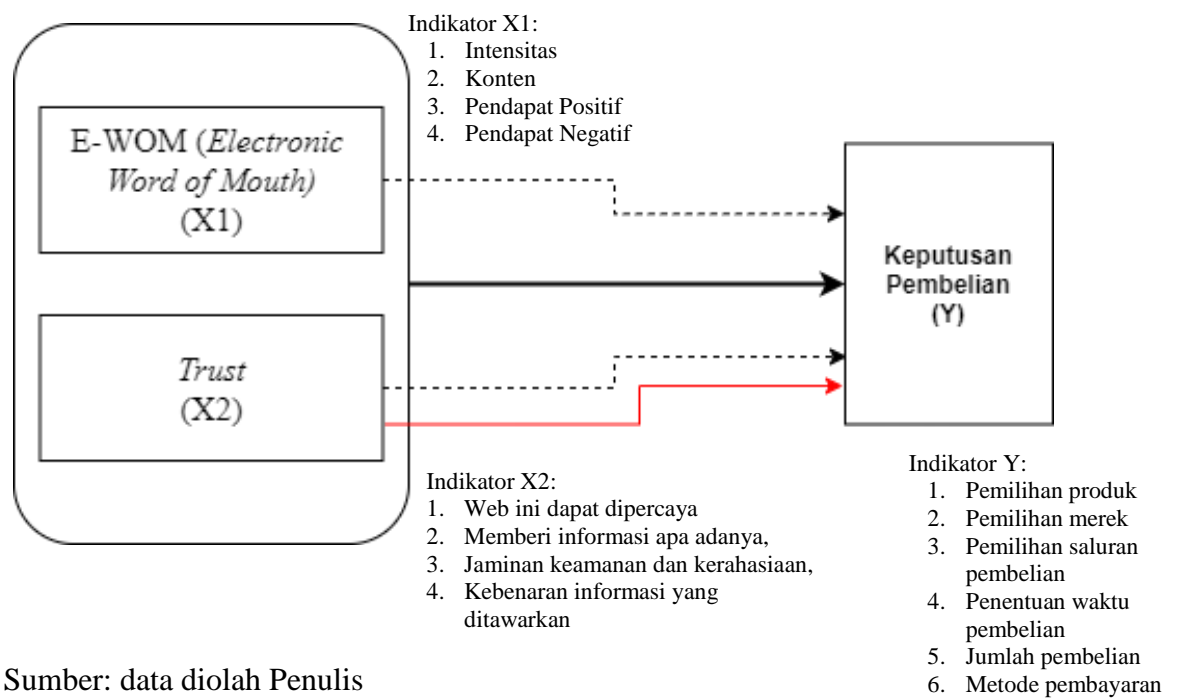 Indikator X1:
1. Intensitas
2. Konten
3. Pendapat Positif
4. Pendapat Negatif
E-WOM (Electronic
Word of Mouth)
(X1)
Keputusan
Pembelian
(Y)
Trust
(X2)
Indikator X2:
1. Web ini dapat dipercaya
2. Memberi informasi apa adanya,
3. Jaminan keamanan dan kerahasiaan,
4. Kebenaran informasi yang
ditawarkan
Indikator Y:
1. Pemilihan produk
2. Pemilihan merek
3. Pemilihan saluran
pembelian
4. Penentuan waktu
pembelian
5. Jumlah pembelian
6. Metode pembayaran
Sumber: data diolah Penulis